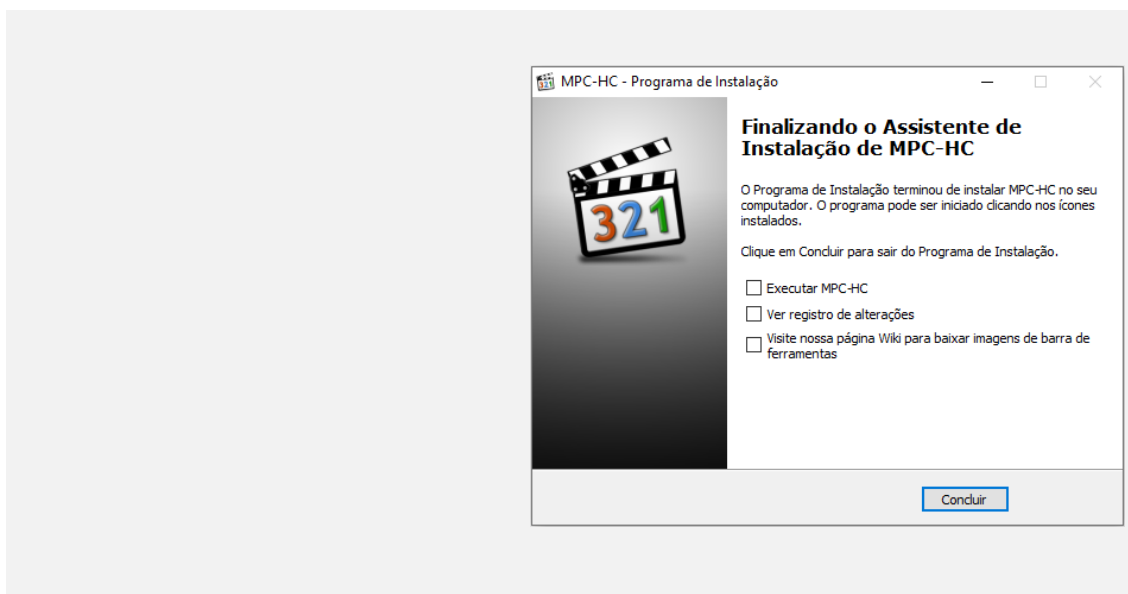 MPC-HC - Programa de Instalação
321
Finalizando o Assistente de
Instalação de MPC-HC
O Programa de Instalação terminou de instalar MPC-HC no seu
computador. O programa pode ser iniciado clicando nos ícones
instalados.
Clique em Concluir para sair do Programa de Instalação.
Executar MPC-HC
Ver registro de alterações
Visite nossa página Wiki para baixar imagens de barra de
ferramentas
Concluir